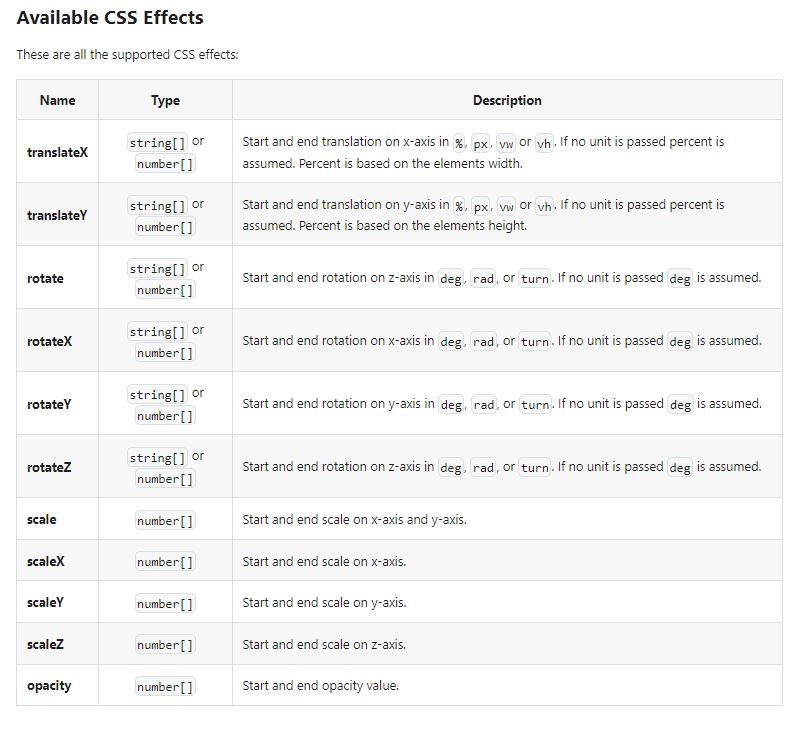 Available CSS Effects
These are all the supported CSS effects:
Name Type Description
translateX string[] or number[] Start and end translation on x-axis in %, px, vw or vh. If no unit is passed percent is
assumed. Percent is based on the elements width.
translateY string[] or number[] Start and end translation on y-axis in %, px, vw or vh. If no unit is passed percent is
assumed. Percent is based on the elements height.
rotate string[] or number[] Start and end rotation on z-axis in deg, rad, or turn. If no unit is passed deg is assumed.
rotateX string[] or number[] Start and end rotation on x-axis in deg, rad, or turn. If no unit is passed deg is assumed.
rotateY string[] or number[] Start and end rotation on y-axis in deg, rad, or turn. If no unit is passed deg is assumed.
rotateZ string[] or number[] Start and end rotation on z-axis in deg, rad, or turn. If no unit is passed deg is assumed.
scale number[] Start and end scale on x-axis and y-axis.
scaleX number[] Start and end scale on x-axis.
scaleY number[] Start and end scale on y-axis.
scaleZ number[] Start and end scale on z-axis.
opacity number[] Start and end opacity value.